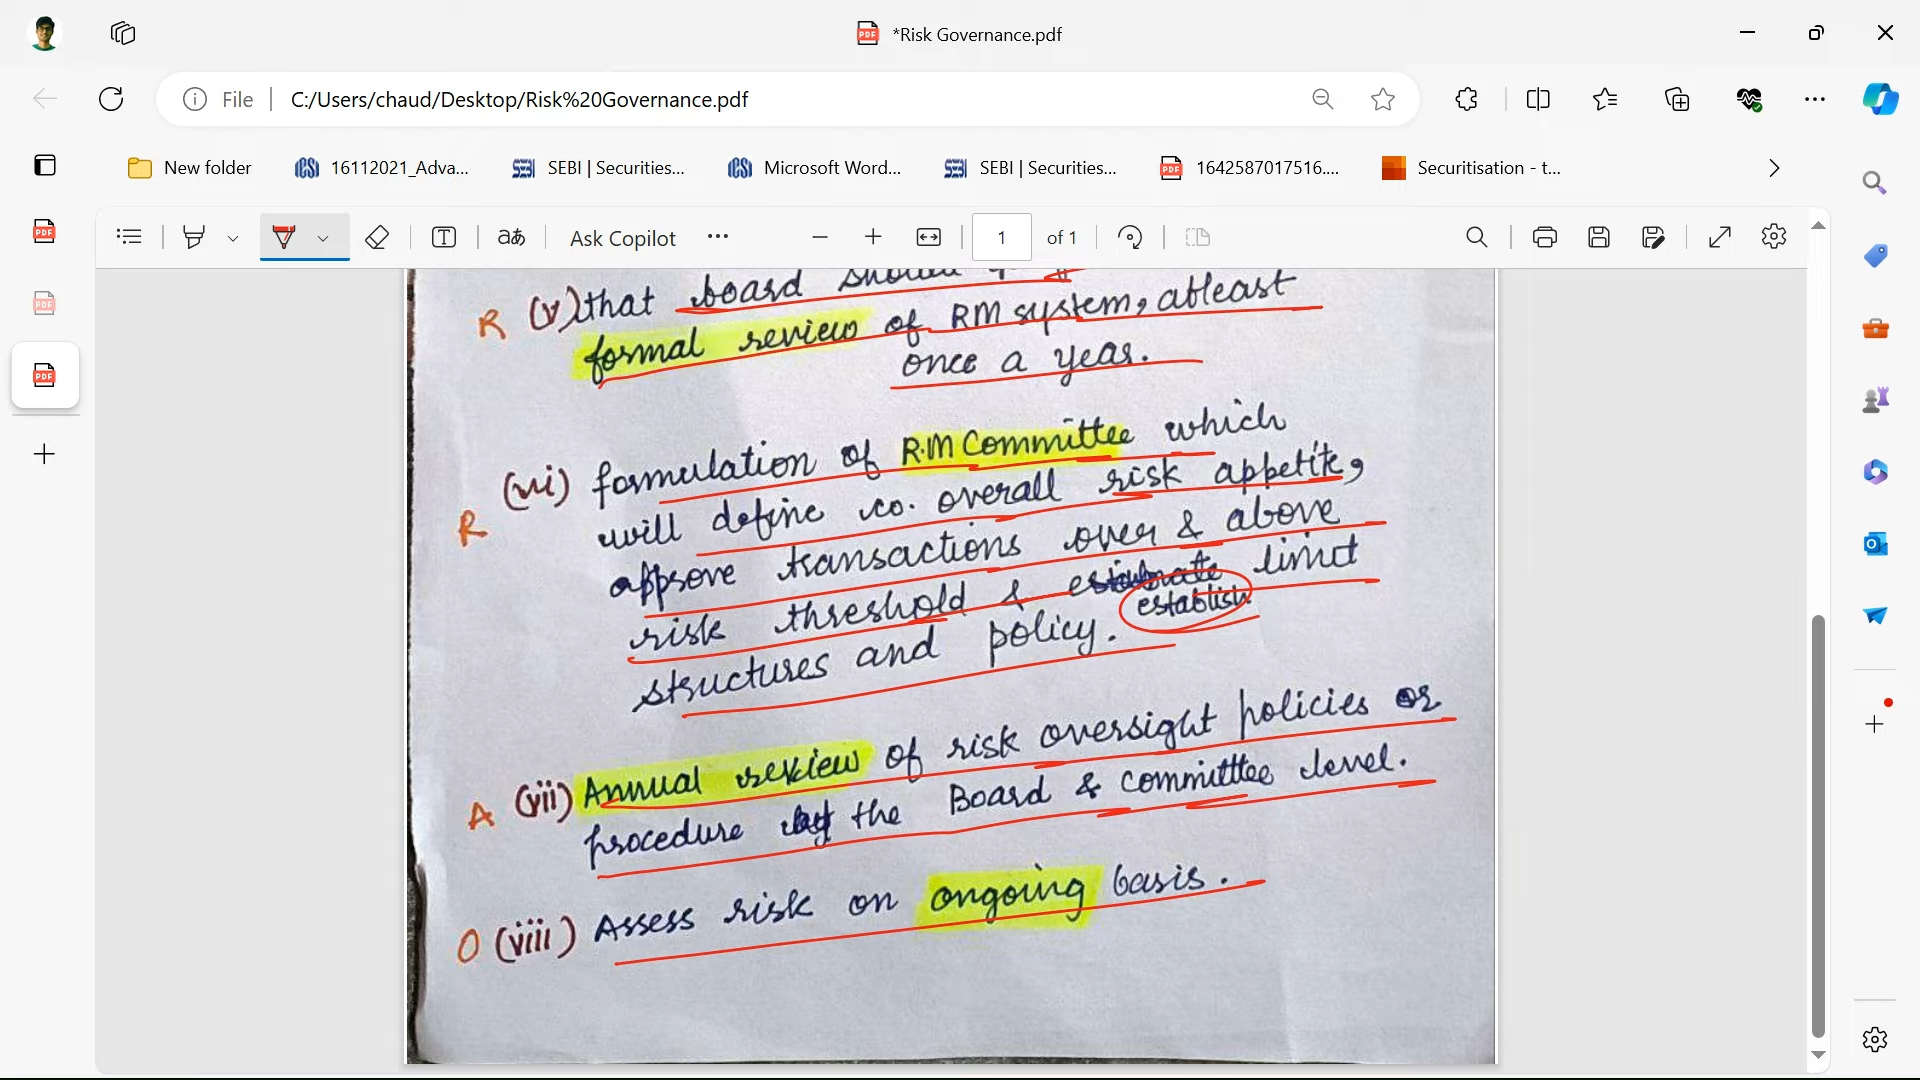 *Risk Governance.pdf
File C:/Users/chaud/Desktop/Risk%20Governance.pdf
New folder 16112021_Adva... SEBI | Securities... Microsoft Word... SEBI | Securities... 1642587017516.... Securitisation - t...
Ask Copilot 1 of 1
R (v) that board should
formal review of RM system, atleast
once a year.
(vi) formulation of R.M Committee which
R will define co. overall risk appetite,
approve transactions over & above
risk threshold & establish limit
structures and policy.
A (vii) Annual review of risk oversight policies or
procedure by the Board & committtee level.
O (viii) Assess risk on ongoing basis.